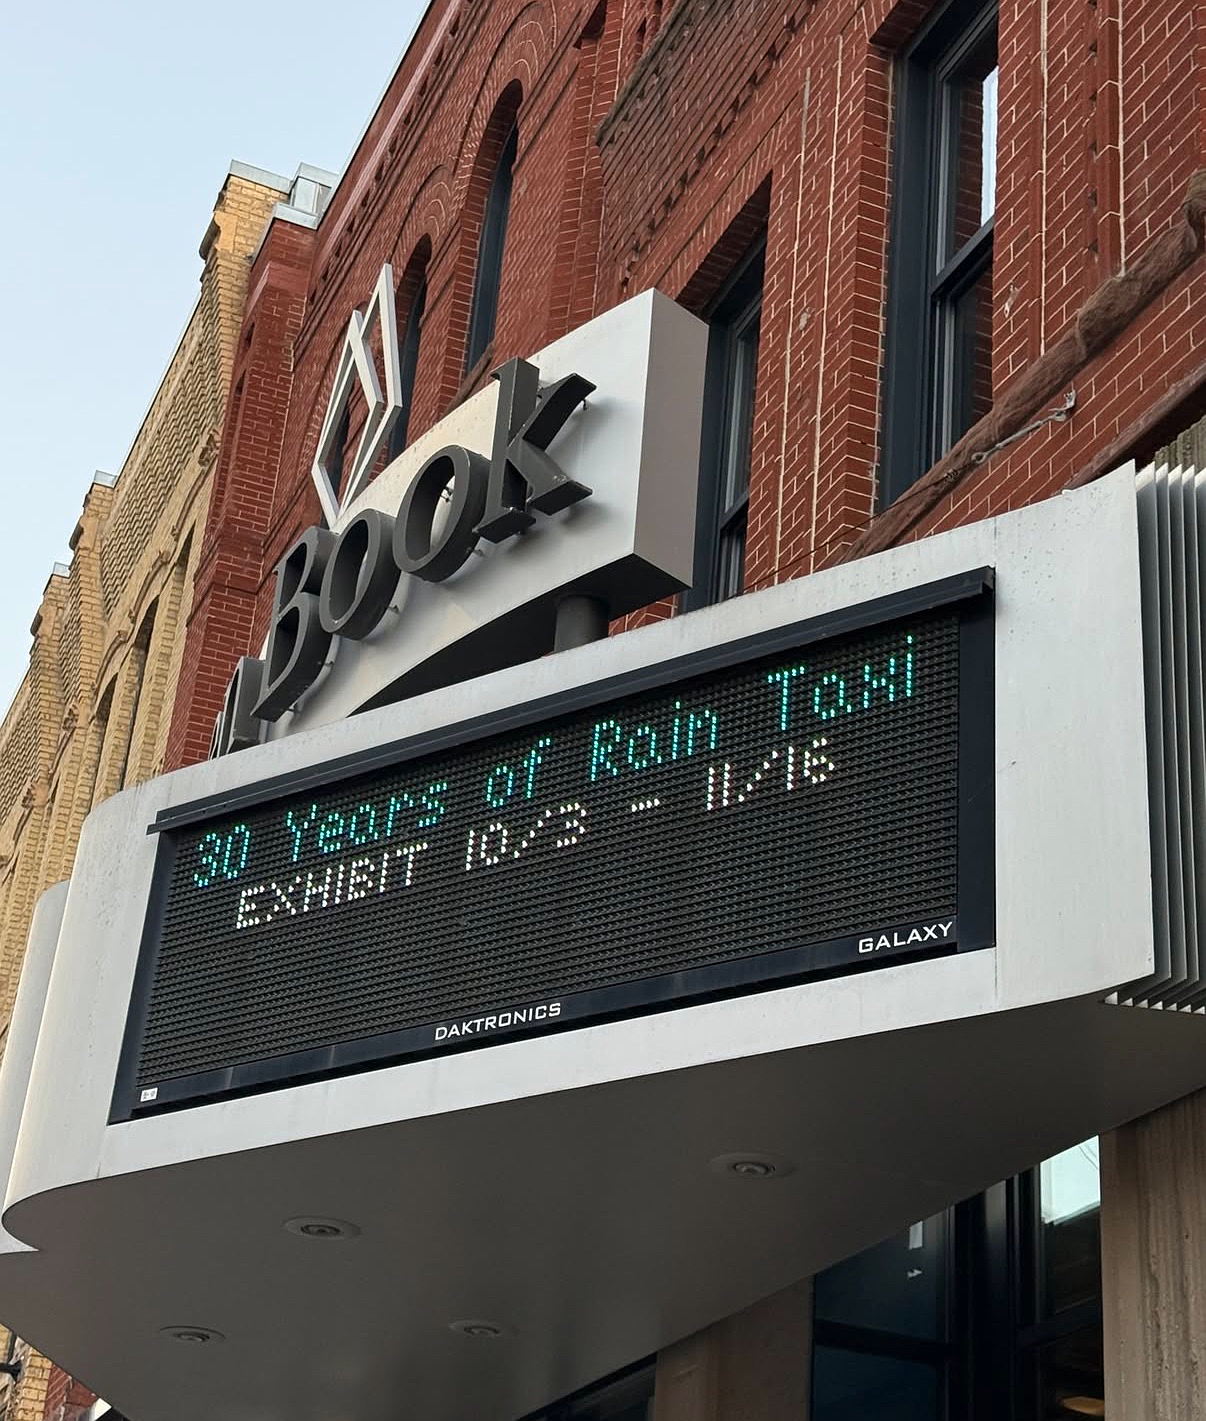 Book
30 Years of Rain Taxi
EXHIBIT 10/3 - 11/16
GALAXY
DAKTRONICS